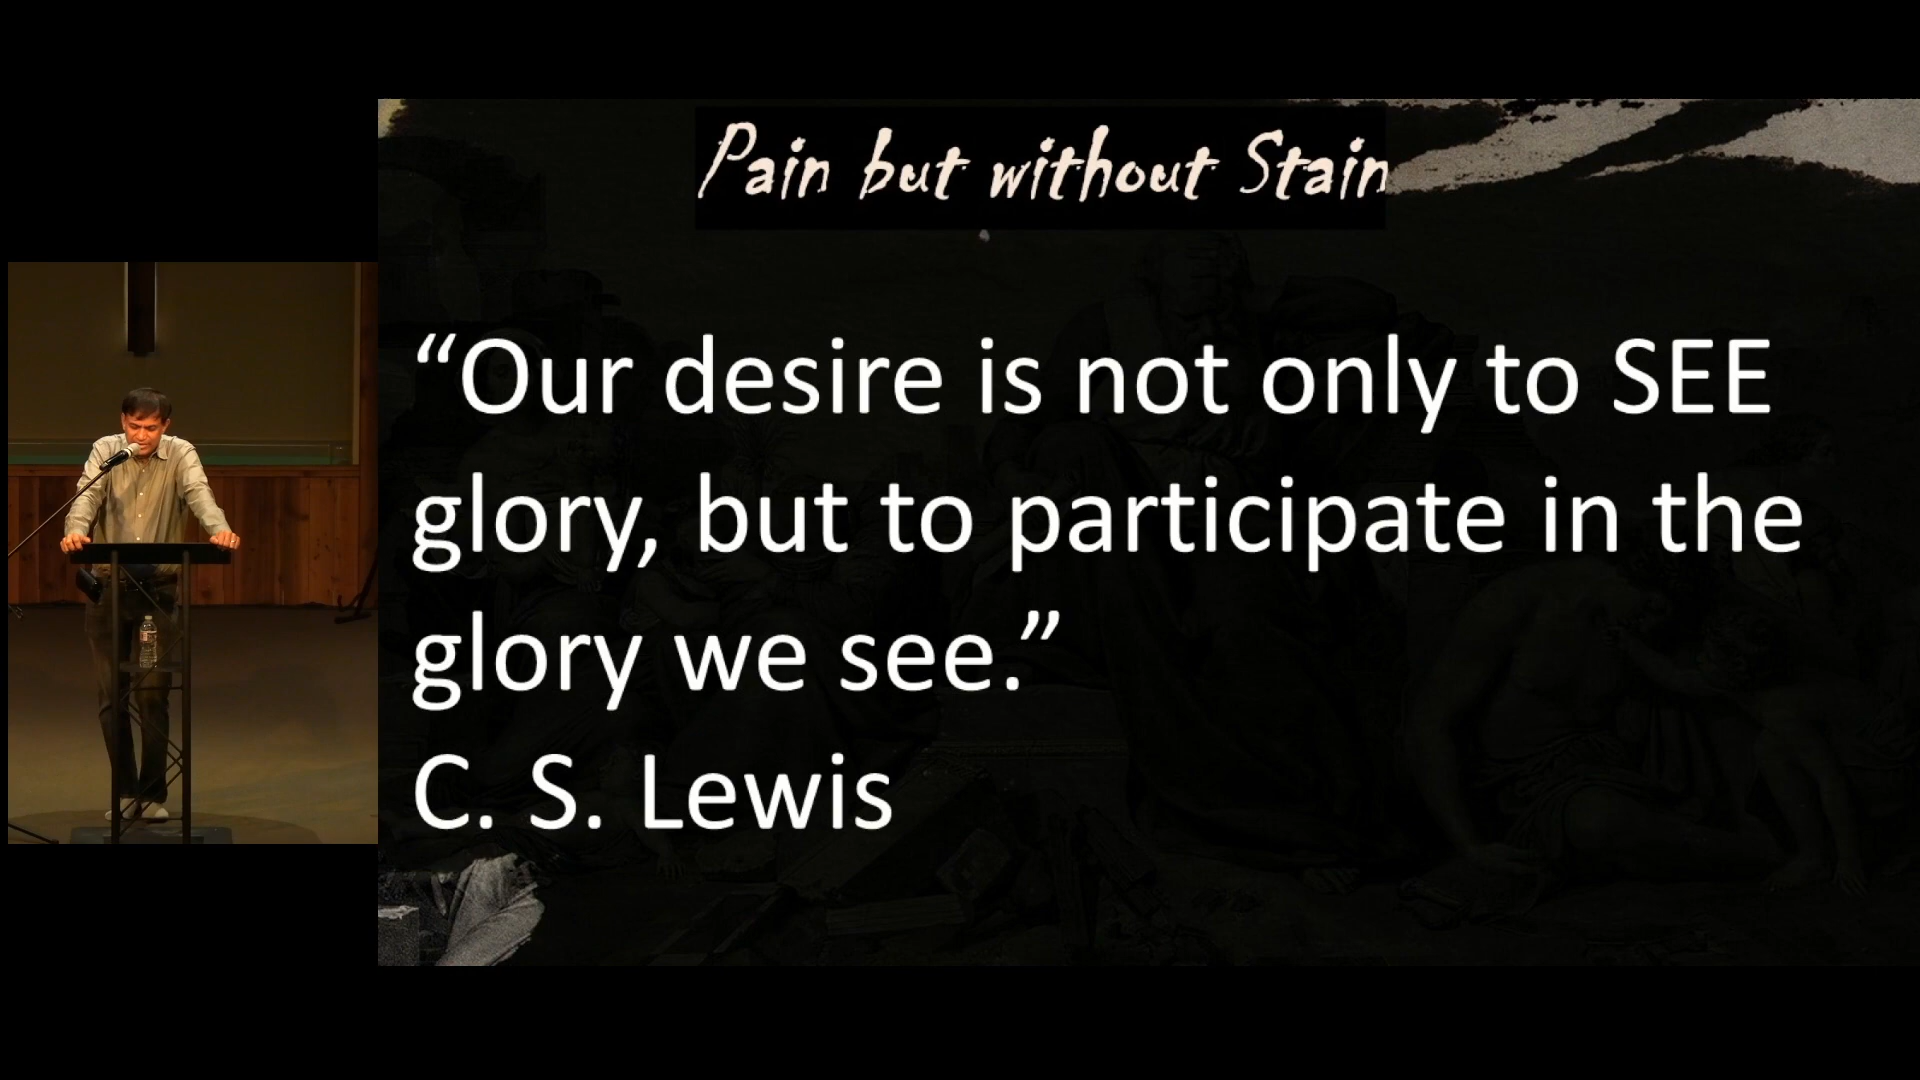 Pain but without Stain
“Our desire is not only to SEE
glory, but to participate in the
glory we see.”
C. S. Lewis